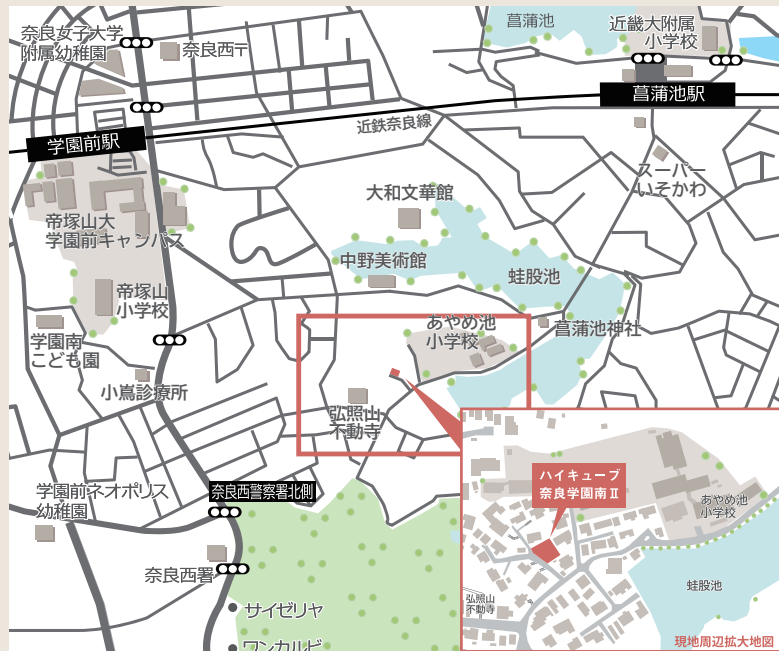 菖蒲池
近畿大附属
小学校
奈良女子大学
附属幼稚園
奈良西〒
菖蒲池駅
近鉄奈良線
学園前駅
スーパー
いそかわ
大和文華館
帝塚山大
学園前キャンパス
中野美術館
蛙股池
帝塚山
小学校
あやめ池
小学校
菖蒲池神社
学園南
こども園
小嶌診療所
弘照山
不動寺
学園前ネオポリス
幼稚園
奈良西警察署北側
奈良西署
サイゼリヤ
ワンカルビ
ハイキューブ
奈良学園南Ⅱ
あやめ池
小学校
蛙股池
弘照山
不動寺
現地周辺拡大地図